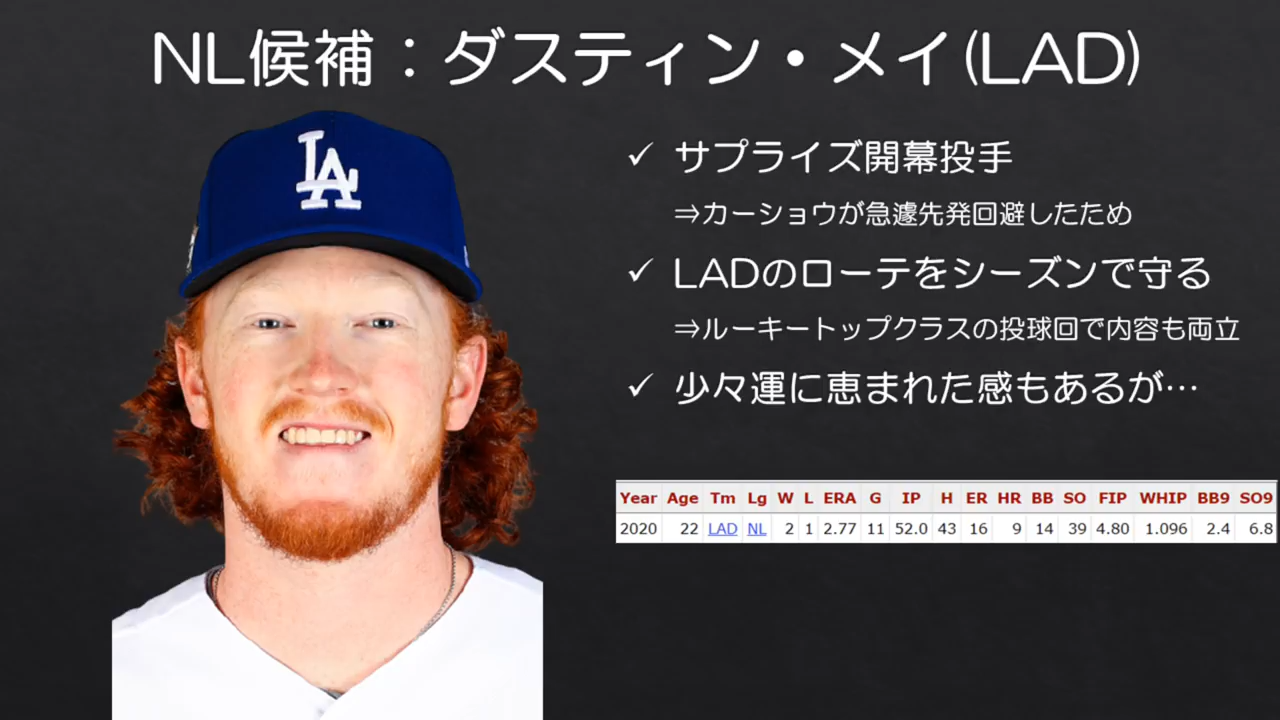 NL候補：ダスティン・メイ(LAD)
LA
✓ サプライズ開幕投手
⇒カーショウが急遽先発回避したため
✓ LADのローテをシーズンで守る
⇒ルーキートップクラスの投球回で内容も両立
✓ 少々運に恵まれた感もあるが…
Year Age Tm Lg W L ERA G IP H ER HR BB SO FIP WHIP BB9 SO9
2020 22 LAD NL 2 1 2.77 11 52.0 43 16 9 14 39 4.80 1.096 2.4 6.8